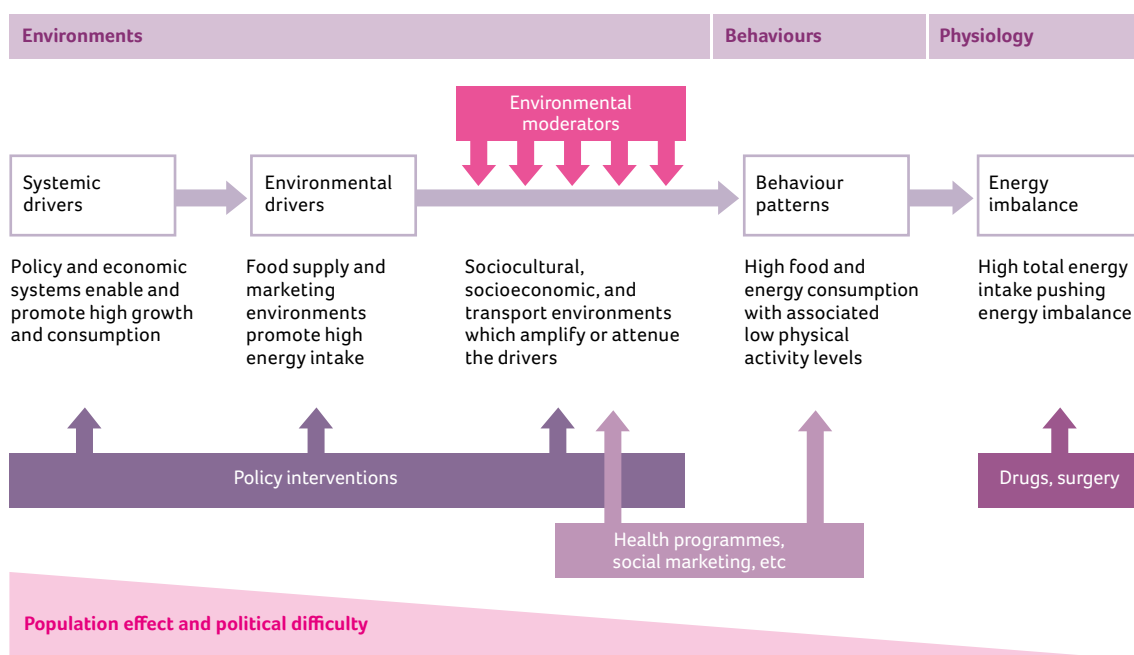 Environments
Behaviours
Physiology
Environmental
moderators
Systemic
drivers
Environmental
drivers
Behaviour
patterns
Energy
imbalance
Policy and economic
systems enable and
promote high growth
and consumption
Food supply and
marketing
environments
promote high
energy intake
Sociocultural,
socioeconomic, and
transport environments
which amplify or attenue
the drivers
High food and
energy consumption
with associated
low physical
activity levels
High total energy
intake pushing
energy imbalance
Policy interventions
Drugs, surgery
Health programmes,
social marketing, etc
Population effect and political difficulty